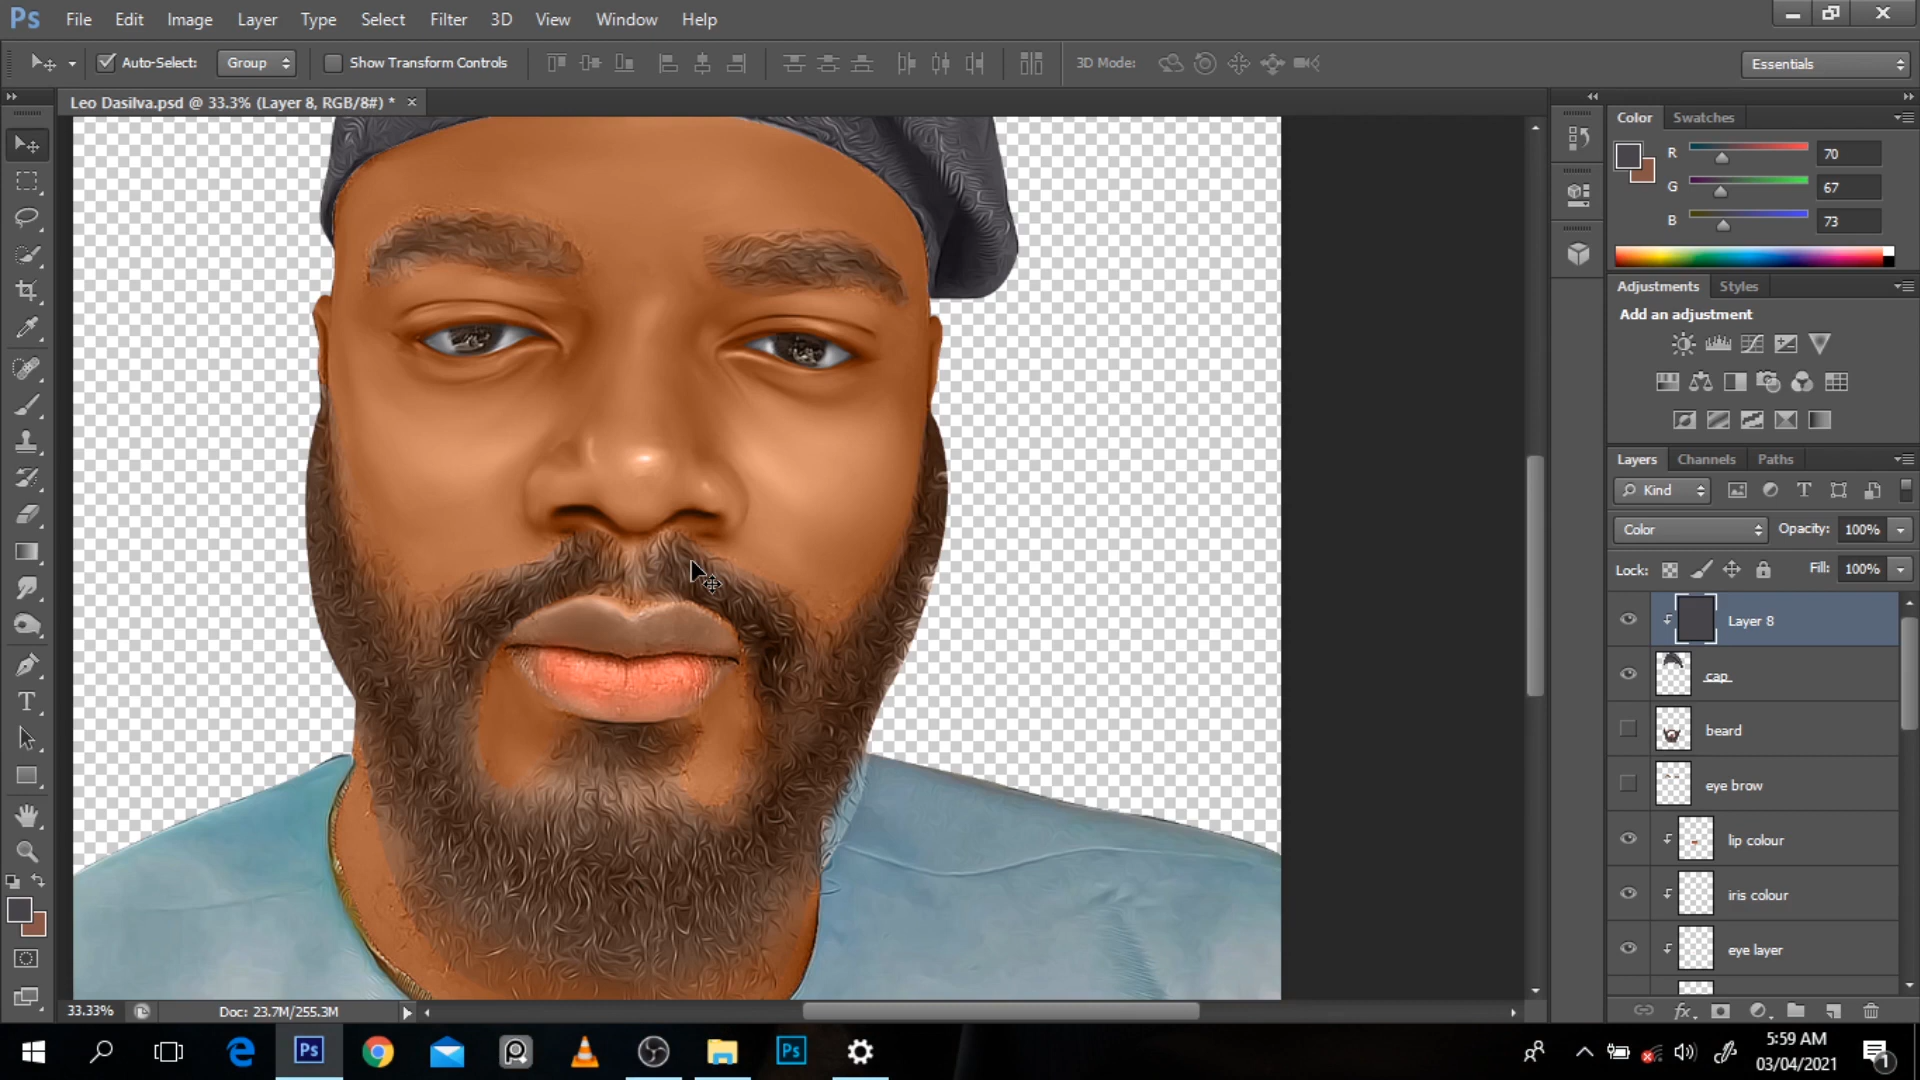 Ps File Edit Image Layer Type Select Filter 3D View Window Help
Auto-Select: Group Show Transform Controls 3D Mode: Essentials
Leo Dasilva.psd @ 33.3% (Layer 8, RGB/8#) * ×
Color Swatches
R 70
G 67
B 73
Adjustments Styles
Add an adjustment
Layers Channels Paths
Kind
Color Opacity: 100%
Lock: Fill: 100%
Layer 8
cap
beard
eye brow
lip colour
iris colour
eye layer
33.33% Doc: 23.7M/255.3M
Ps Ps
5:59 AM
03/04/2021
1